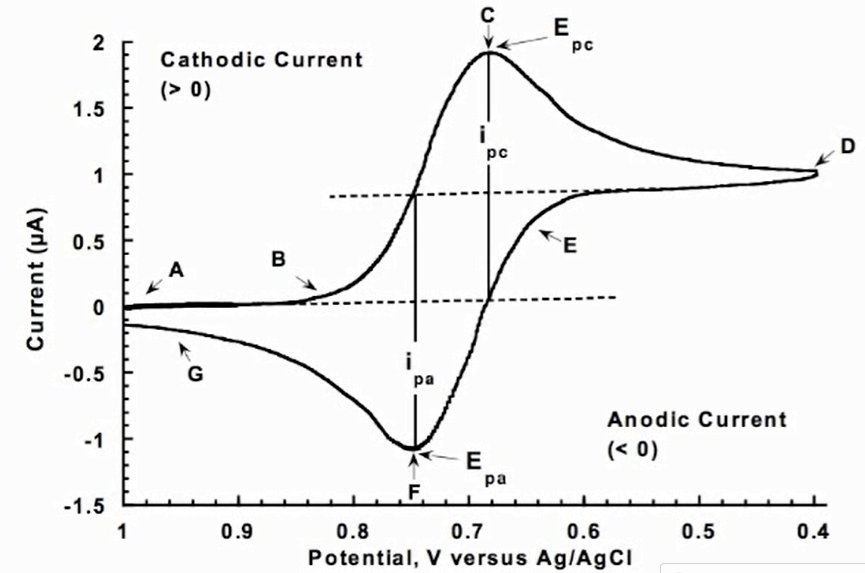 C
E
pc
2
Cathodic Current
(> 0)
1.5
i
pc
D
1
E
0.5
A
B
0
G
i
pa
-0.5
Anodic Current
(< 0)
-1
E
pa
F
-1.5
Current (µA)
1 0.9 0.8 0.7 0.6 0.5 0.4
Potential, V versus Ag/AgCl